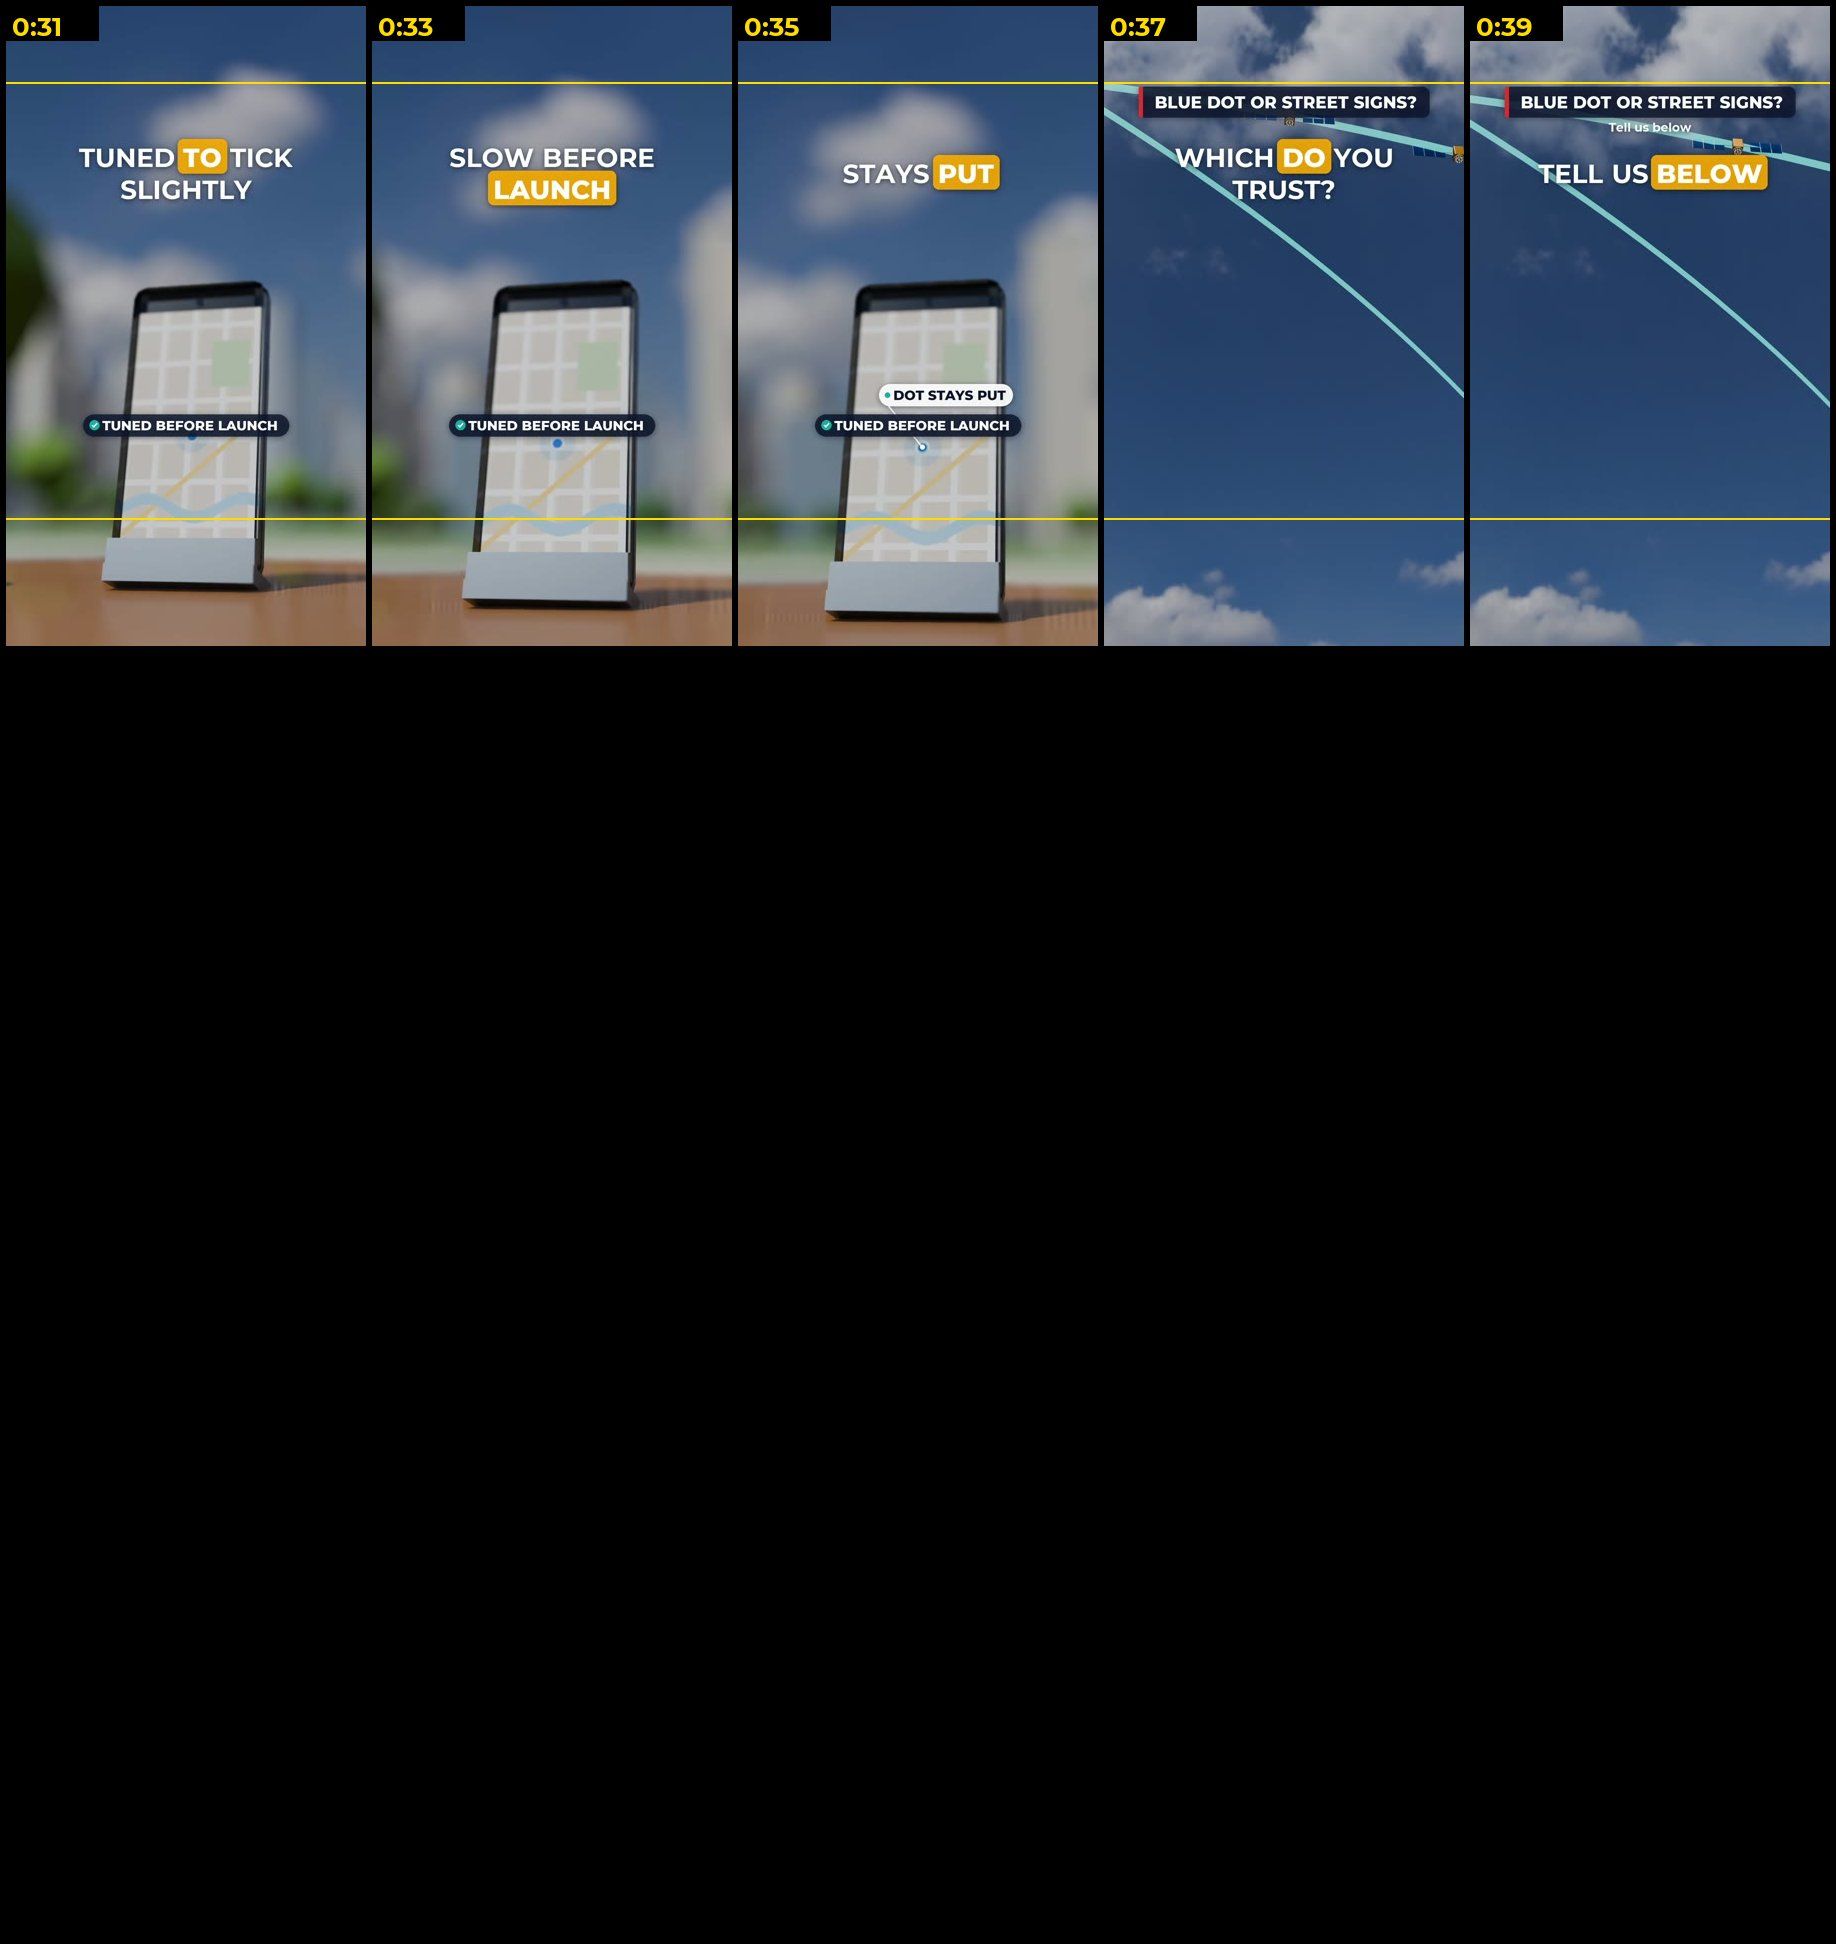 0:31
TUNED TO TICK
SLIGHTLY
TUNED BEFORE LAUNCH
0:33
SLOW BEFORE
LAUNCH
TUNED BEFORE LAUNCH
0:35
STAYS PUT
DOT STAYS PUT
TUNED BEFORE LAUNCH
0:37
BLUE DOT OR STREET SIGNS?
WHICH DO YOU
TRUST?
0:39
BLUE DOT OR STREET SIGNS?
Tell us below
TELL US BELOW